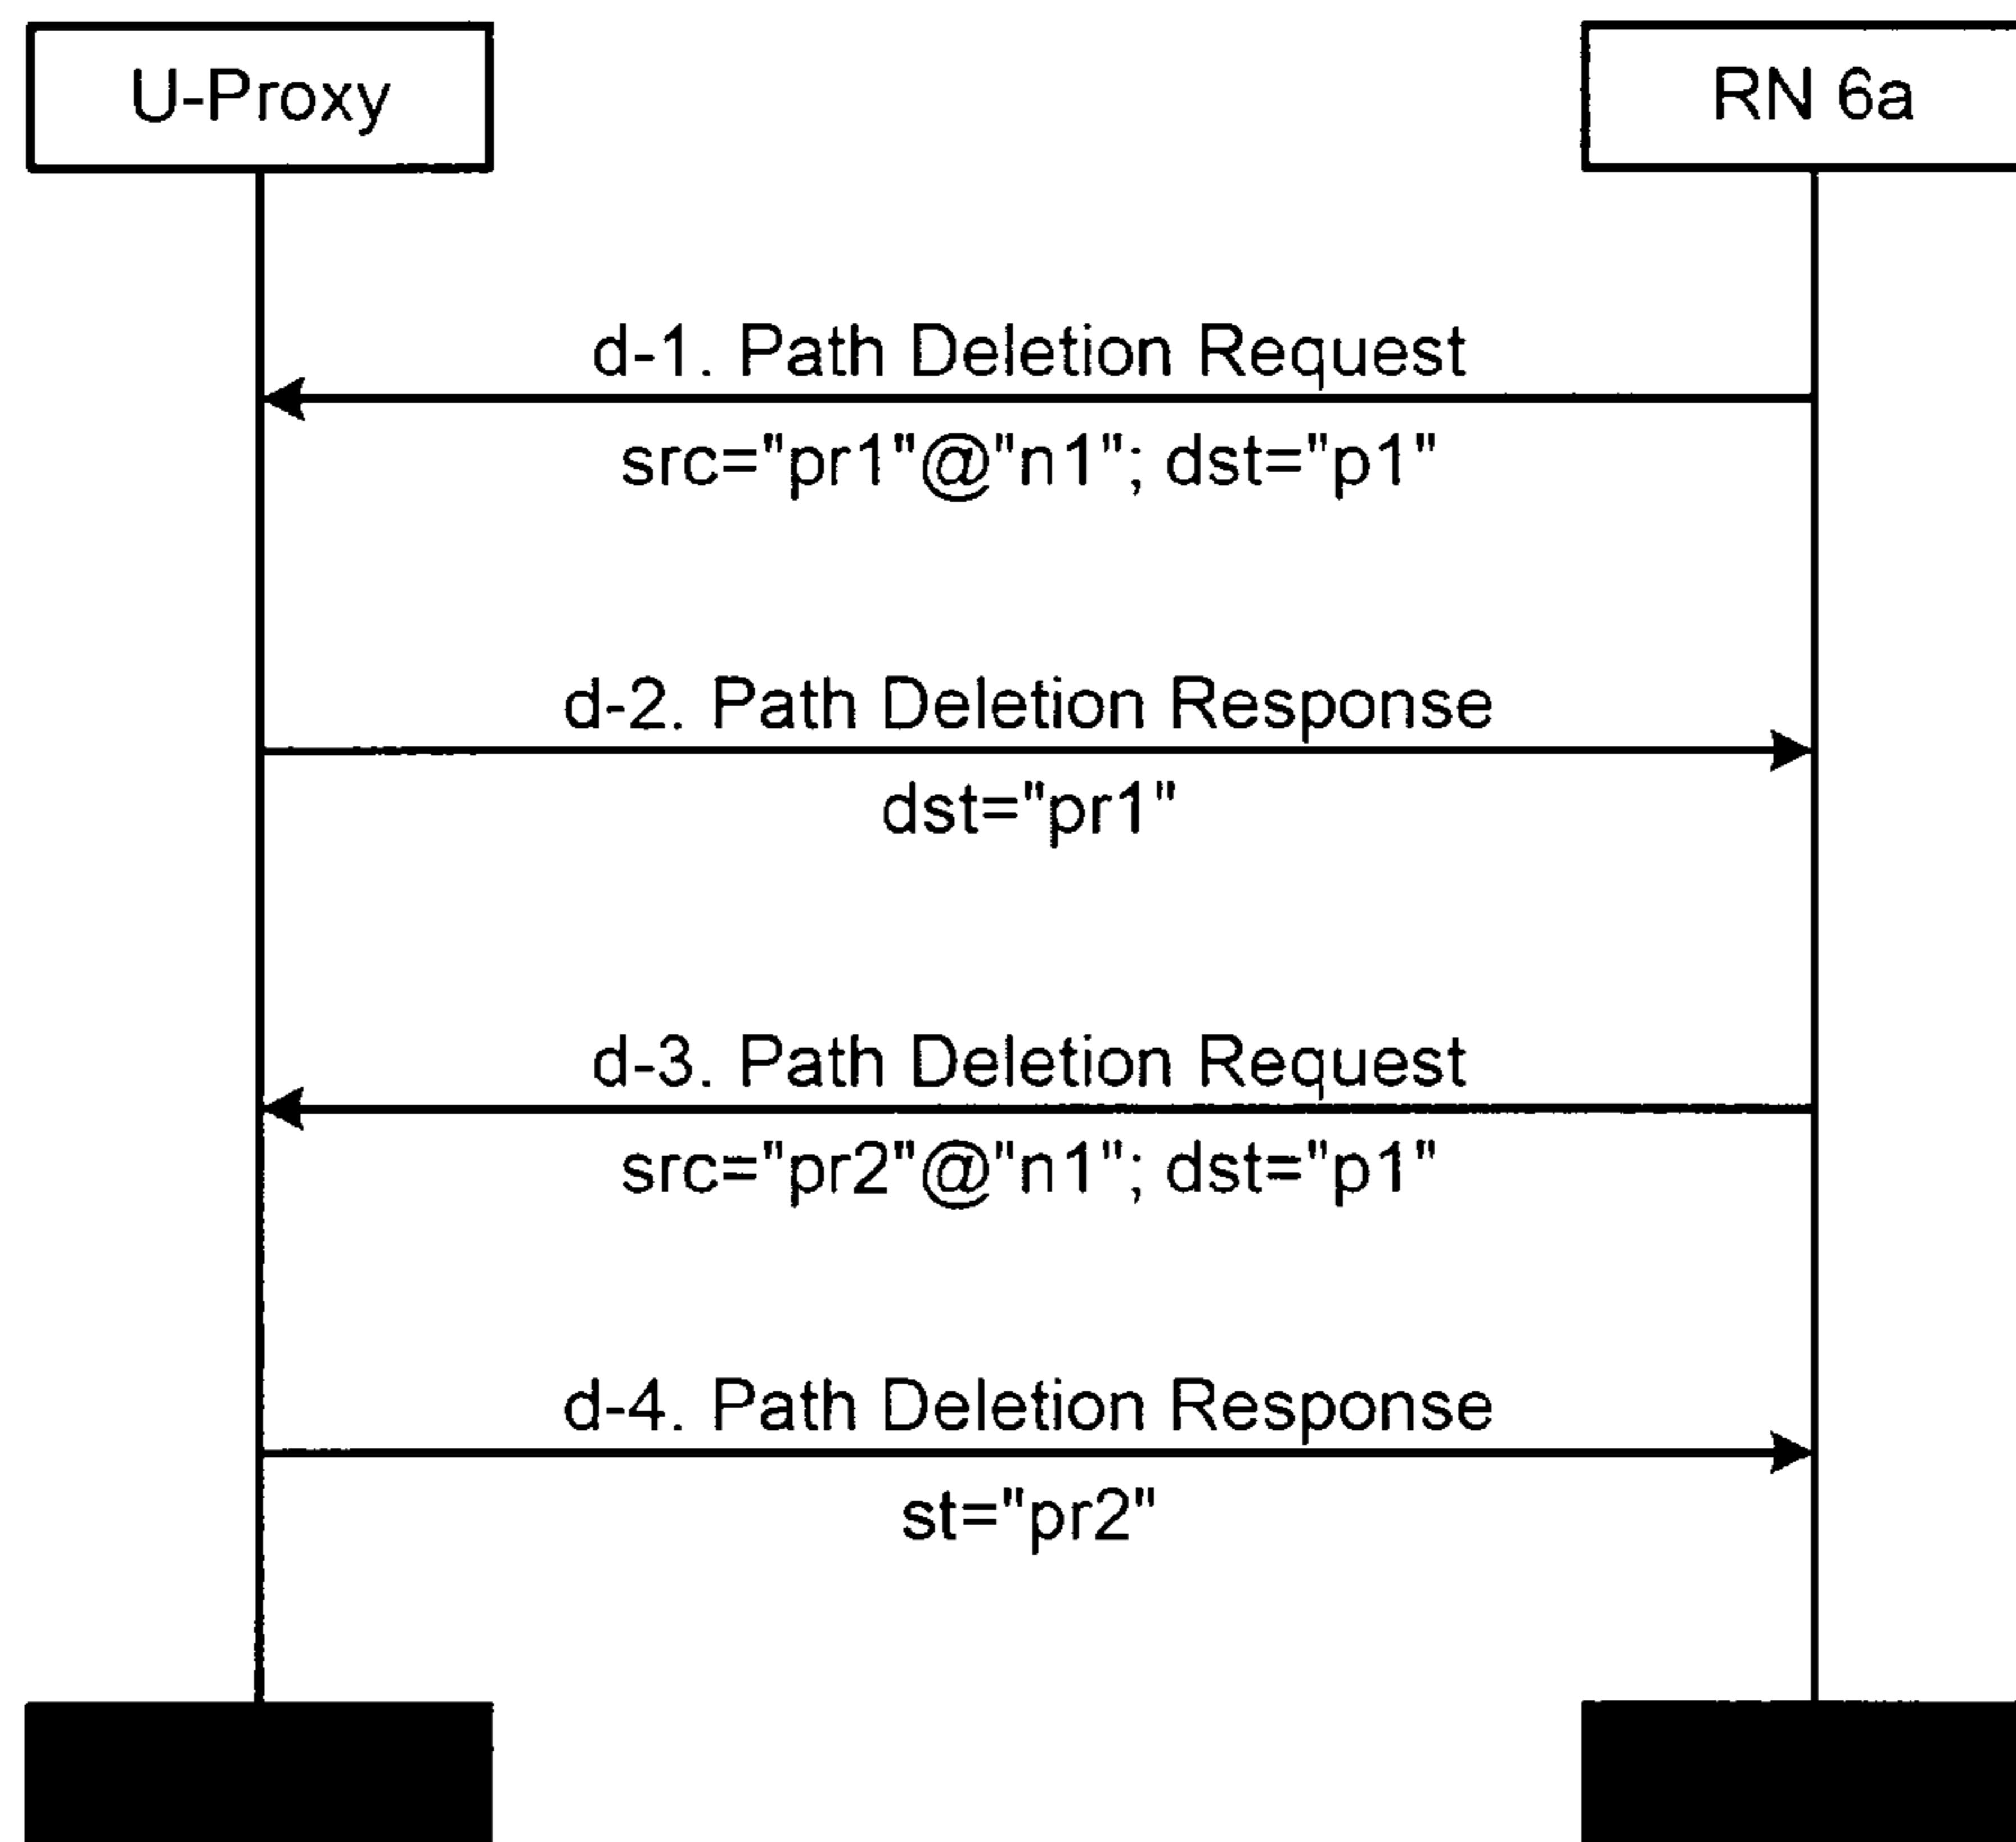 U-Proxy
RN 6a
d-1. Path Deletion Request
src="pr1"@"n1"; dst="p1"
d-2. Path Deletion Response
dst="pr1"
d-3. Path Deletion Request
src="pr2"@"n1"; dst="p1"
d-4. Path Deletion Response
st="pr2"